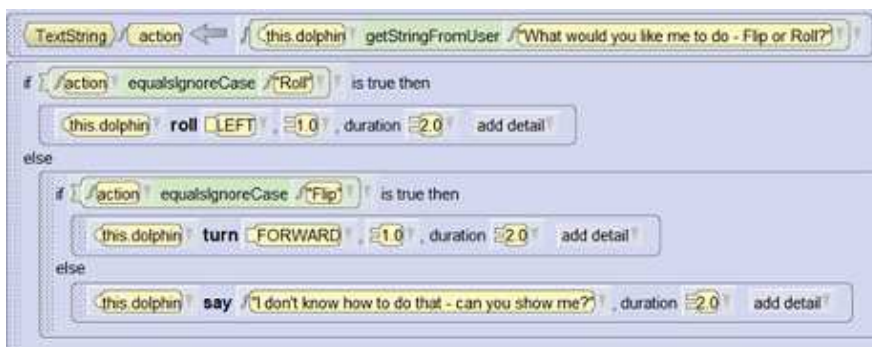 TextString action this.dolphin getStringFromUser "What would you like me to do - Flip or Roll?"
if action equalsIgnoreCase "Roll" is true then
this.dolphin roll LEFT , 1.0 , duration 2.0 add detail
else
if action equalsIgnoreCase "Flip" is true then
this.dolphin turn FORWARD , 1.0 , duration 2.0 add detail
else
this.dolphin say "I don't know how to do that - can you show me?" , duration 2.0 add detail